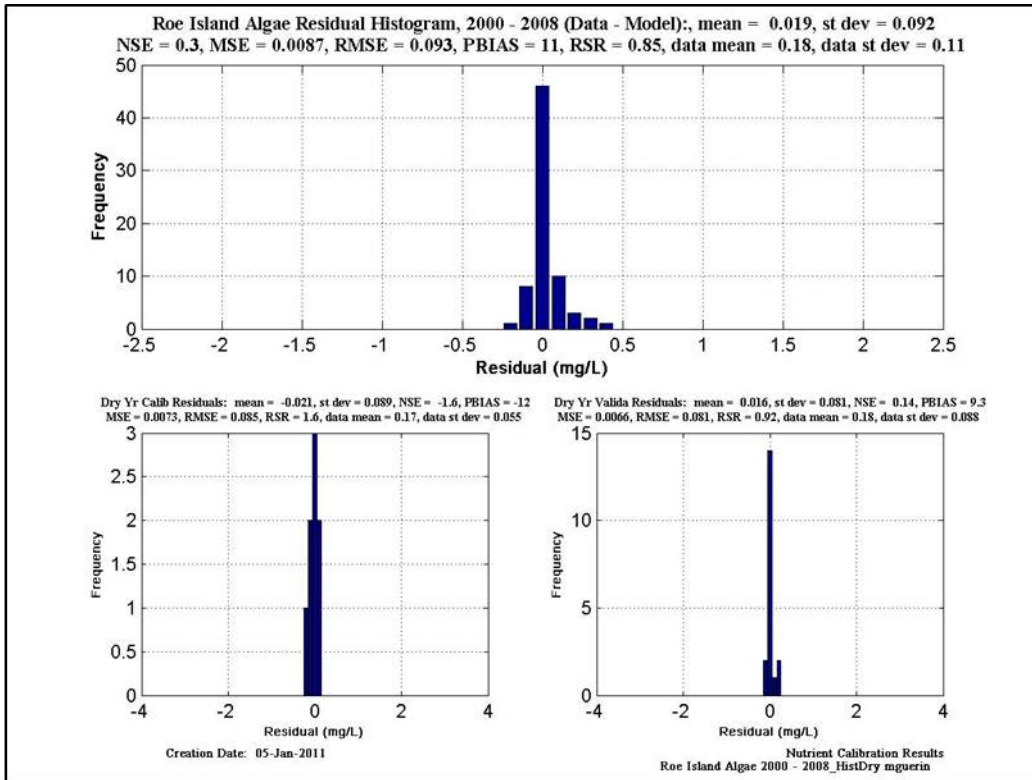 Roe Island Algae Residual Histogram, 2000 - 2008 (Data - Model):, mean = 0.019, st dev = 0.092
NSE = 0.3, MSE = 0.0087, RMSE = 0.093, PBIAS = 11, RSR = 0.85, data mean = 0.18, data st dev = 0.11
50
40
30
20
10
0
Frequency
-2.5 -2 -1.5 -1 -0.5 0 0.5 1 1.5 2 2.5
Residual (mg/L)
Dry Yr Calib Residuals: mean = -0.021, st dev = 0.089, NSE = -1.6, PBIAS = -12
MSE = 0.0073, RMSE = 0.085, RSR = 1.6, data mean = 0.17, data st dev = 0.055
3
2.5
2
1.5
1
0.5
0
Frequency
-4 -2 0 2 4
Residual (mg/L)
Dry Yr Valida Residuals: mean = 0.016, st dev = 0.081, NSE = 0.14, PBIAS = 9.3
MSE = 0.0066, RMSE = 0.081, RSR = 0.92, data mean = 0.18, data st dev = 0.088
15
10
5
0
Frequency
-4 -2 0 2 4
Residual (mg/L)
Creation Date: 05-Jan-2011
Nutrient Calibration Results
Roe Island Algae 2000 - 2008_HistDry mguerin